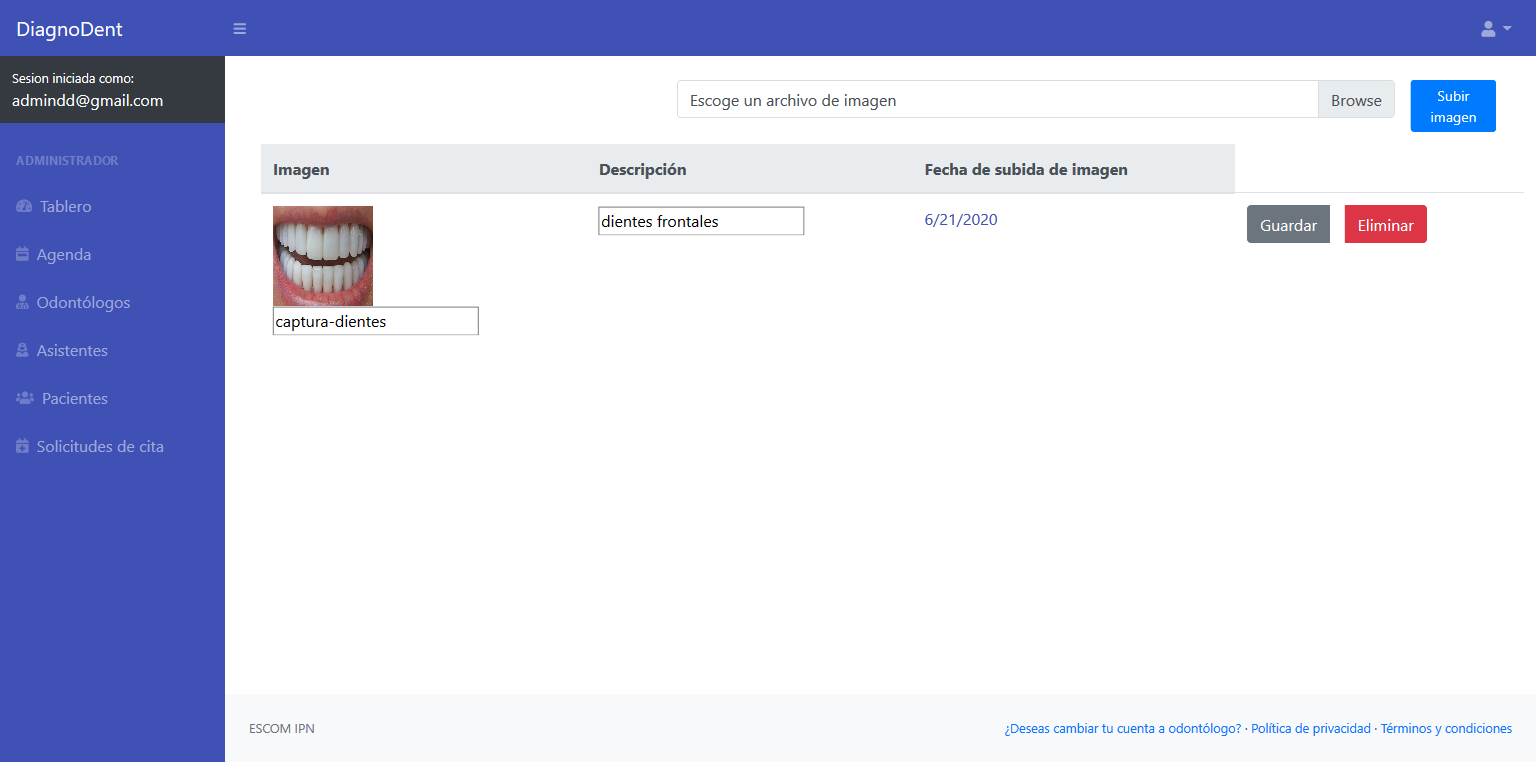 DiagnoDent
Sesion iniciada como:
admindd@gmail.com
ADMINISTRADOR
Tablero
Agenda
Odontólogos
Asistentes
Pacientes
Solicitudes de cita
Escoge un archivo de imagen
Browse
Subir
imagen
Imagen
Descripción
Fecha de subida de imagen
dientes frontales
6/21/2020
Guardar
Eliminar
captura-dientes
ESCOM IPN
¿Deseas cambiar tu cuenta a odontólogo? · Política de privacidad · Términos y condiciones